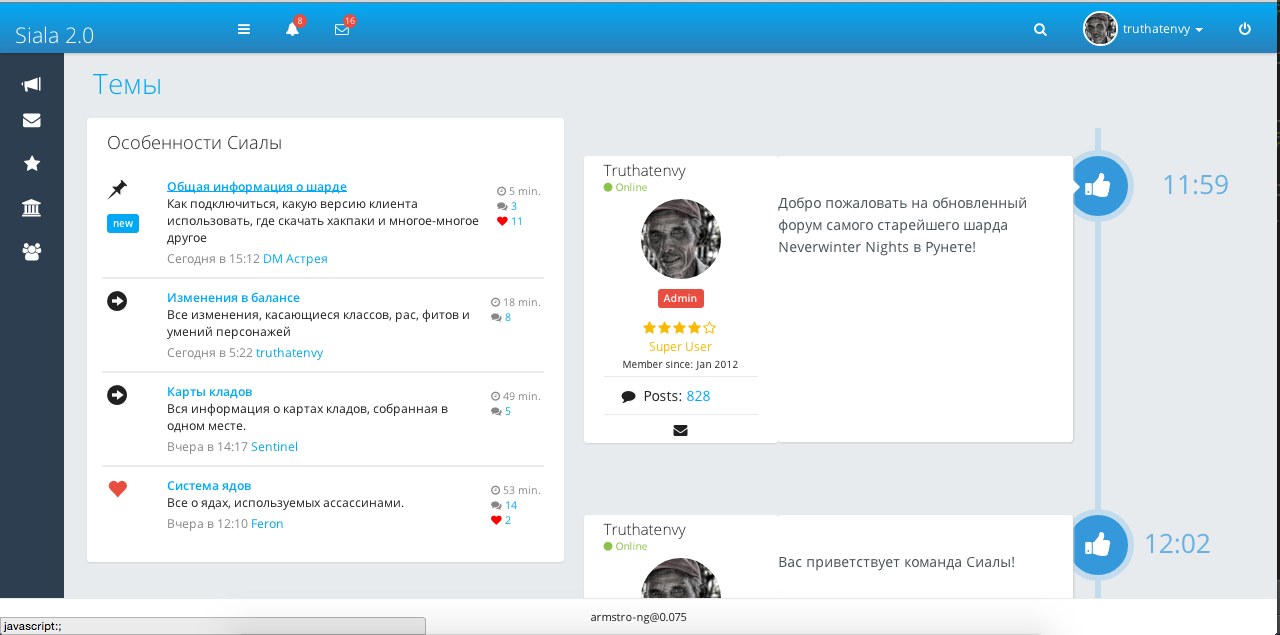 Siala 2.0
8
16
truthatenvy
Темы
Особенности Сиалы
Общая информация о шарде
Как подключиться, какую версию клиента
использовать, где скачать хакпаки и многое-многое
другое
Сегодня в 15:12 DM Астрея
new
5 min.
3
11
Изменения в балансе
Все изменения, касающиеся классов, рас, фитов и
умений персонажей
Сегодня в 5:22 truthatenvy
18 min.
8
Карты кладов
Вся информация о картах кладов, собранная в
одном месте.
Вчера в 14:17 Sentinel
49 min.
5
Система ядов
Все о ядах, используемых ассассинами.
Вчера в 12:10 Feron
53 min.
14
2
Truthatenvy
Online
Admin
Super User
Member since: Jan 2012
Posts: 828
Добро пожаловать на обновленный
форум самого старейшего шарда
Neverwinter Nights в Рунете!
11:59
Truthatenvy
Online
Вас приветствует команда Сиалы!
12:02
armstro-ng@0.075
javascript:;